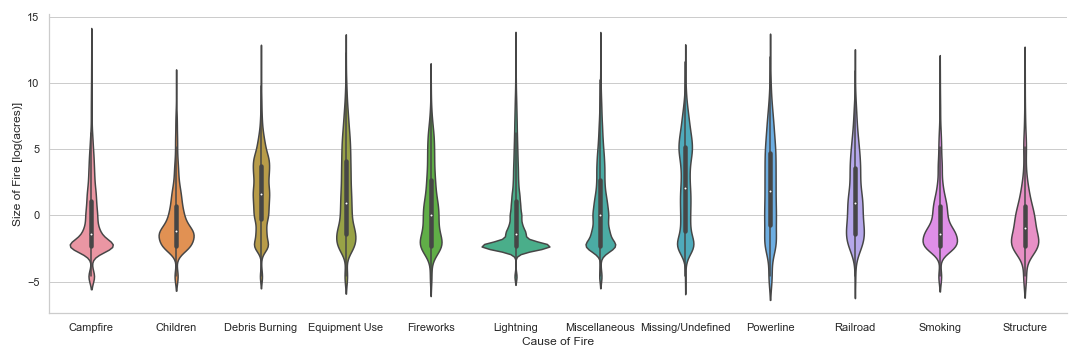 Size of Fire [log(acres)]
15
10
5
0
−5
Campfire
Children
Debris Burning
Equipment Use
Fireworks
Lightning
Miscellaneous
Missing/Undefined
Powerline
Railroad
Smoking
Structure
Cause of Fire